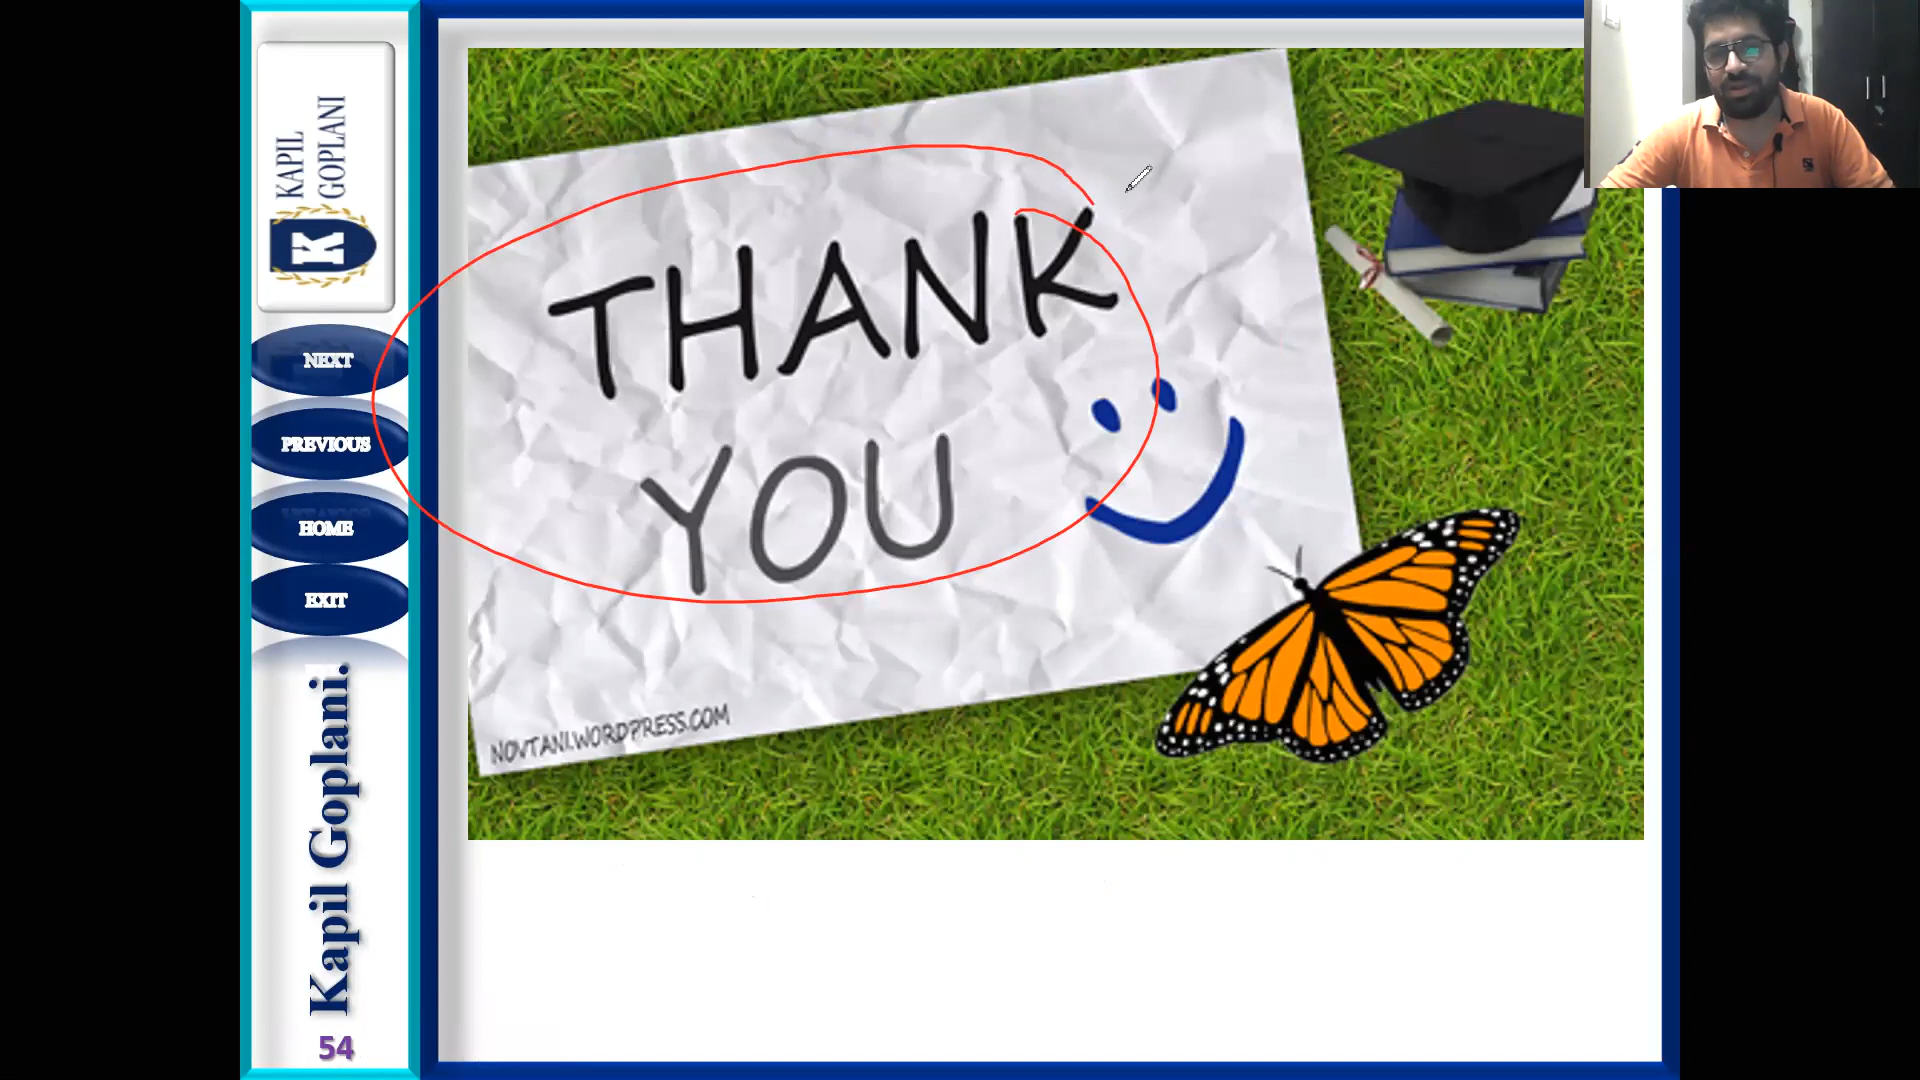 KAPIL
GOPLANI
K
NEXT
PREVIOUS
HOME
EXIT
Kapil Goplani.
54
THANK
YOU
NOVTANI.WORDPRESS.COM